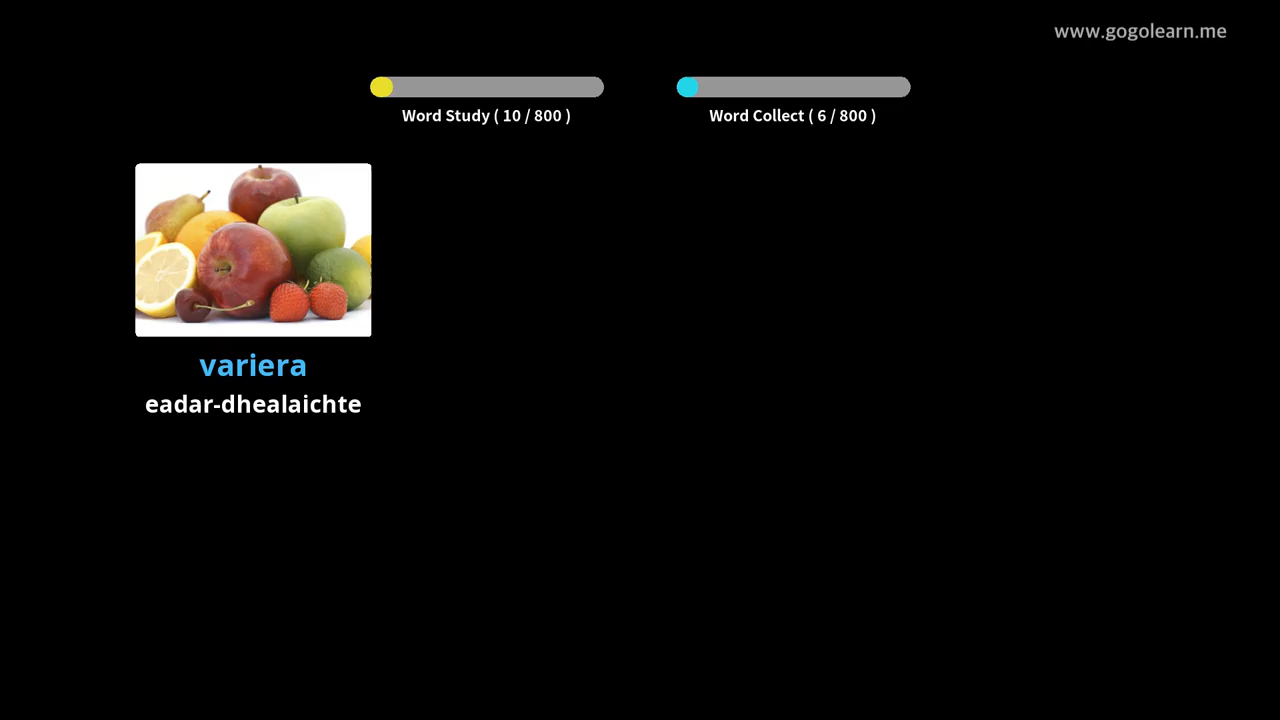 www.gogolearn.me
Word Study ( 10 / 800 )
Word Collect ( 6 / 800 )
variera
eadar-dhealaichte